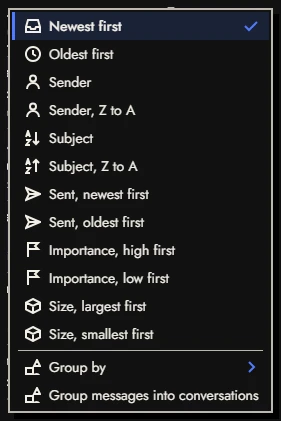 Newest first
Oldest first
Sender
Sender, Z to A
Subject
Subject, Z to A
Sent, newest first
Sent, oldest first
Importance, high first
Importance, low first
Size, largest first
Size, smallest first
Group by
Group messages into conversations